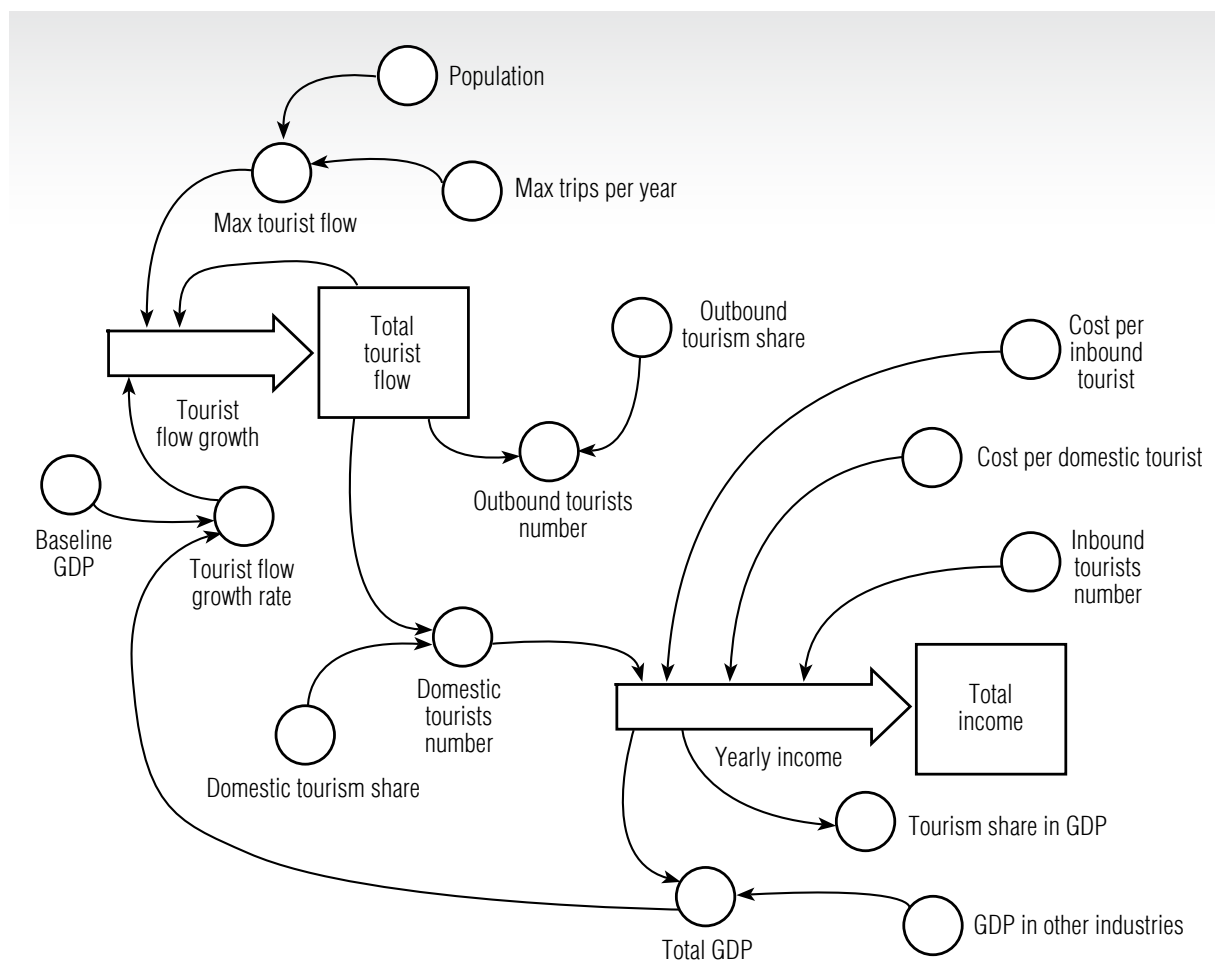 Population
Max trips per year
Max tourist flow
Total
tourist
flow
Outbound
tourism share
Cost per
inbound
tourist
Tourist
flow growth
Cost per domestic tourist
Outbound tourists
number
Baseline
GDP
Tourist flow
growth rate
Inbound
tourists
number
Domestic
tourists
number
Total
income
Yearly income
Domestic tourism share
Tourism share in GDP
GDP in other industries
Total GDP